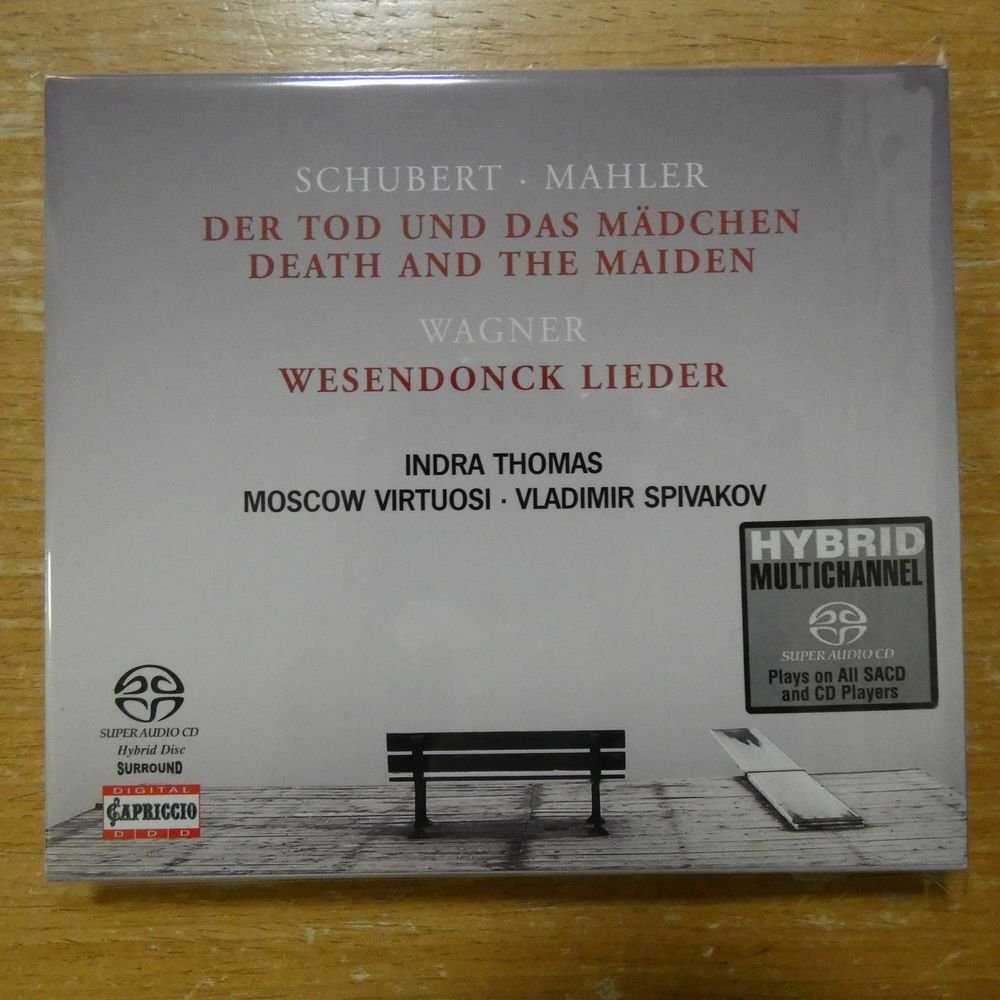 SCHUBERT · MAHLER
DER TOD UND DAS MÄDCHEN
DEATH AND THE MAIDEN
WAGNER
WESENDONCK LIEDER
INDRA THOMAS
MOSCOW VIRTUOSI · VLADIMIR SPIVAKOV
HYBRID
MULTICHANNEL
SUPER AUDIO CD
Plays on All SACD
and CD Players
SUPER AUDIO CD
Hybrid Disc
SURROUND
DIGITAL
CAPRICCIO
D D D